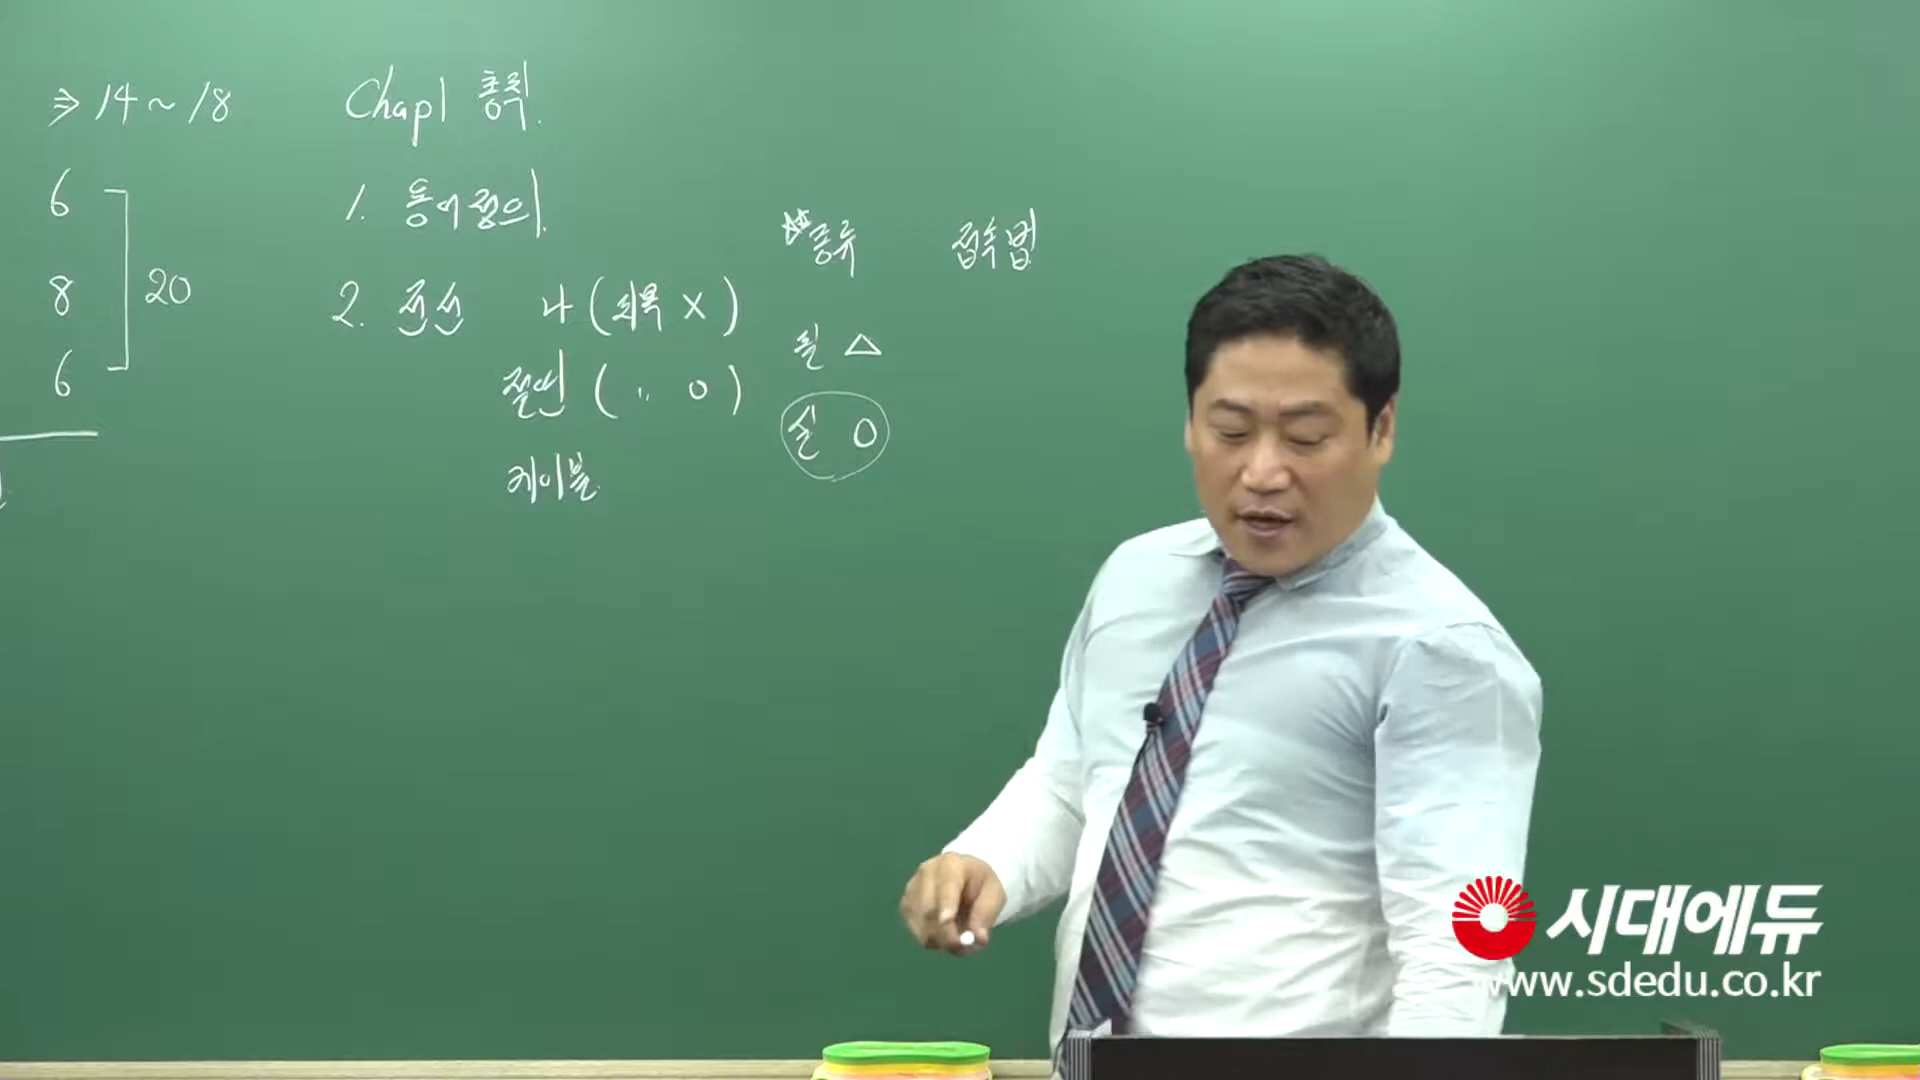 ⇒ 14 ~ 18
6
8
6
20
Chap1 총칙.
1. 용어정의.
2. 전선 나 (피복 X)
절연 ( 〃 O )
케이블.
**종류 접속법
필 △
실 O
시대에듀
www.sdedu.co.kr